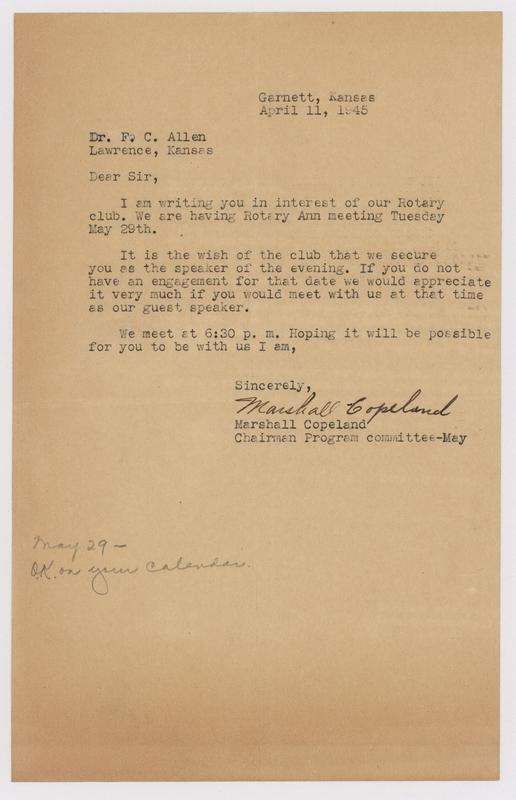 Garnett, Kansas
April 11, 1945
Dr. F. C. Allen
Lawrence, Kansas
Dear Sir,
I am writing you in interest of our Rotary
club. We are having Rotary Ann meeting Tuesday
May 29th.
It is the wish of the club that we secure
you as the speaker of the evening. If you do not
have an engagement for that date we would appreciate
it very much if you would meet with us at that time
as our guest speaker.
We meet at 6:30 p. m. Hoping it will be possible
for you to be with us I am,
Sincerely,
Marshall Copeland
Marshall Copeland
Chairman Program committee-May
May 29 -
O.K. on your calendar.